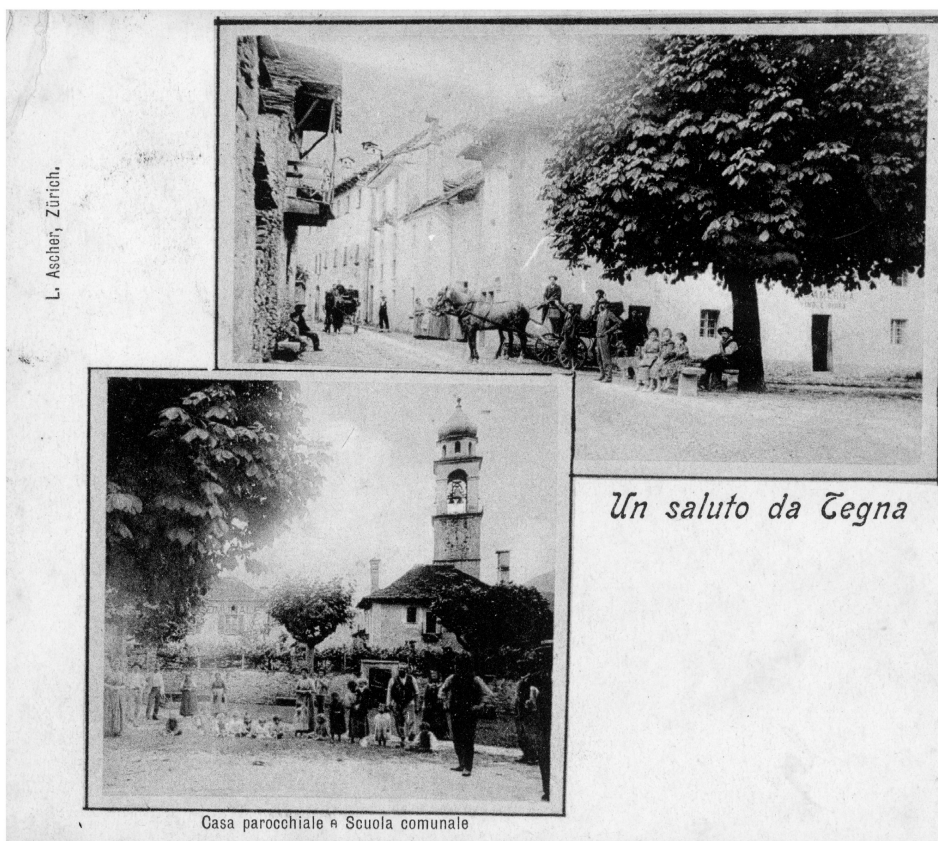 L. Ascher, Zürich.
Un saluto da Tegna
Casa parocchiale e Scuola comunale